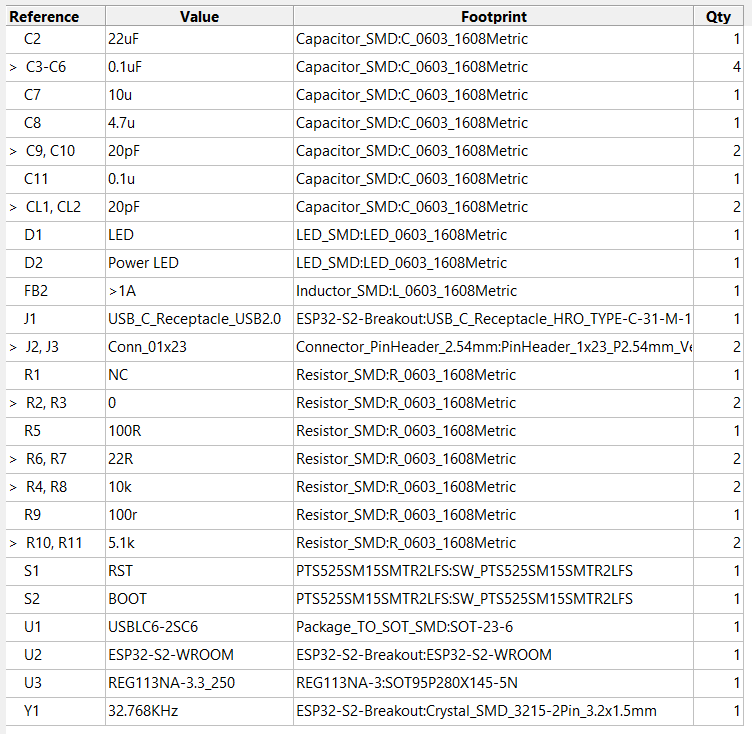 Reference Value Footprint Qty
C2 22uF Capacitor_SMD:C_0603_1608Metric 1
> C3-C6 0.1uF Capacitor_SMD:C_0603_1608Metric 4
C7 10u Capacitor_SMD:C_0603_1608Metric 1
C8 4.7u Capacitor_SMD:C_0603_1608Metric 1
> C9, C10 20pF Capacitor_SMD:C_0603_1608Metric 2
C11 0.1u Capacitor_SMD:C_0603_1608Metric 1
> CL1, CL2 20pF Capacitor_SMD:C_0603_1608Metric 2
D1 LED LED_SMD:LED_0603_1608Metric 1
D2 Power LED LED_SMD:LED_0603_1608Metric 1
FB2 >1A Inductor_SMD:L_0603_1608Metric 1
J1 USB_C_Receptacle_USB2.0 ESP32-S2-Breakout:USB_C_Receptacle_HRO_TYPE-C-31-M-1 1
> J2, J3 Conn_01x23 Connector_PinHeader_2.54mm:PinHeader_1x23_P2.54mm_Ve 2
R1 NC Resistor_SMD:R_0603_1608Metric 1
> R2, R3 0 Resistor_SMD:R_0603_1608Metric 2
R5 100R Resistor_SMD:R_0603_1608Metric 1
> R6, R7 22R Resistor_SMD:R_0603_1608Metric 2
> R4, R8 10k Resistor_SMD:R_0603_1608Metric 2
R9 100r Resistor_SMD:R_0603_1608Metric 1
> R10, R11 5.1k Resistor_SMD:R_0603_1608Metric 2
S1 RST PTS525SM15SMTR2LFS:SW_PTS525SM15SMTR2LFS 1
S2 BOOT PTS525SM15SMTR2LFS:SW_PTS525SM15SMTR2LFS 1
U1 USBLC6-2SC6 Package_TO_SOT_SMD:SOT-23-6 1
U2 ESP32-S2-WROOM ESP32-S2-Breakout:ESP32-S2-WROOM 1
U3 REG113NA-3.3_250 REG113NA-3:SOT95P280X145-5N 1
Y1 32.768KHz ESP32-S2-Breakout:Crystal_SMD_3215-2Pin_3.2x1.5mm 1